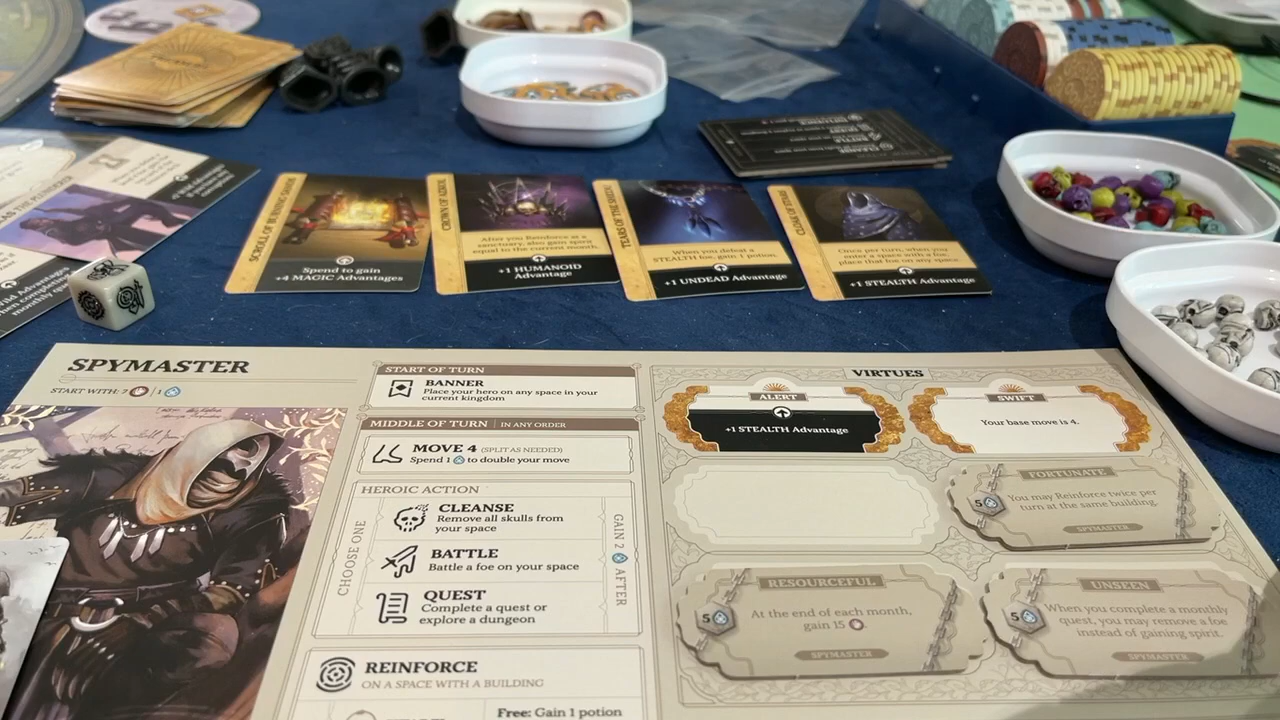 SCROLL OF BURNING
Spend to gain
+4 MAGIC Advantages
CROWN OF
After you Reinforce at a
sanctuary, also gain spirit
equal to the current month.
+1 HUMANOID
Advantage
TEARS OF THE
When you defeat a
STEALTH foe, gain 1 potion.
+1 UNDEAD Advantage
CLOAK OF
Once per turn, when you
enter a space with a foe,
place that foe on any space
+1 STEALTH Advantage
SPYMASTER
START WITH: 7 | 1
START OF TURN
BANNER
Place your hero on any space in your
current kingdom
MIDDLE OF TURN | IN ANY ORDER
MOVE 4 (SPLIT AS NEEDED)
Spend 1 to double your move
HEROIC ACTION
CHOOSE ONE
CLEANSE
Remove all skulls from
your space
BATTLE
Battle a foe on your space
QUEST
Complete a quest or
explore a dungeon
GAIN 2 AFTER
REINFORCE
ON A SPACE WITH A BUILDING
Free: Gain 1 potion
VIRTUES
ALERT
+1 STEALTH Advantage
SWIFT
Your base move is 4.
FORTUNATE
5
You may Reinforce twice per
turn at the same building.
SPYMASTER
RESOURCEFUL
5
At the end of each month,
gain 15
SPYMASTER
UNSEEN
5
When you complete a monthly
quest, you may remove a foe
instead of gaining spirit.
SPYMASTER